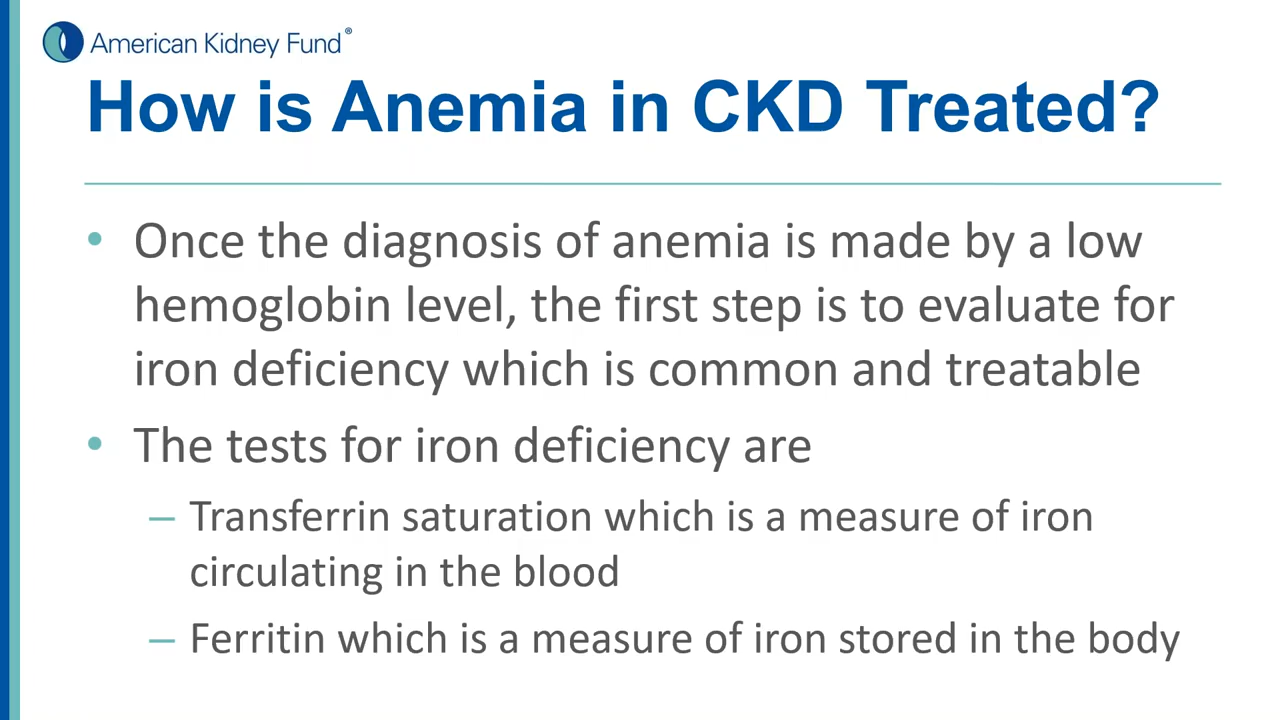 American Kidney Fund®
How is Anemia in CKD Treated?
• Once the diagnosis of anemia is made by a low
hemoglobin level, the first step is to evaluate for
iron deficiency which is common and treatable
• The tests for iron deficiency are
– Transferrin saturation which is a measure of iron
circulating in the blood
– Ferritin which is a measure of iron stored in the body